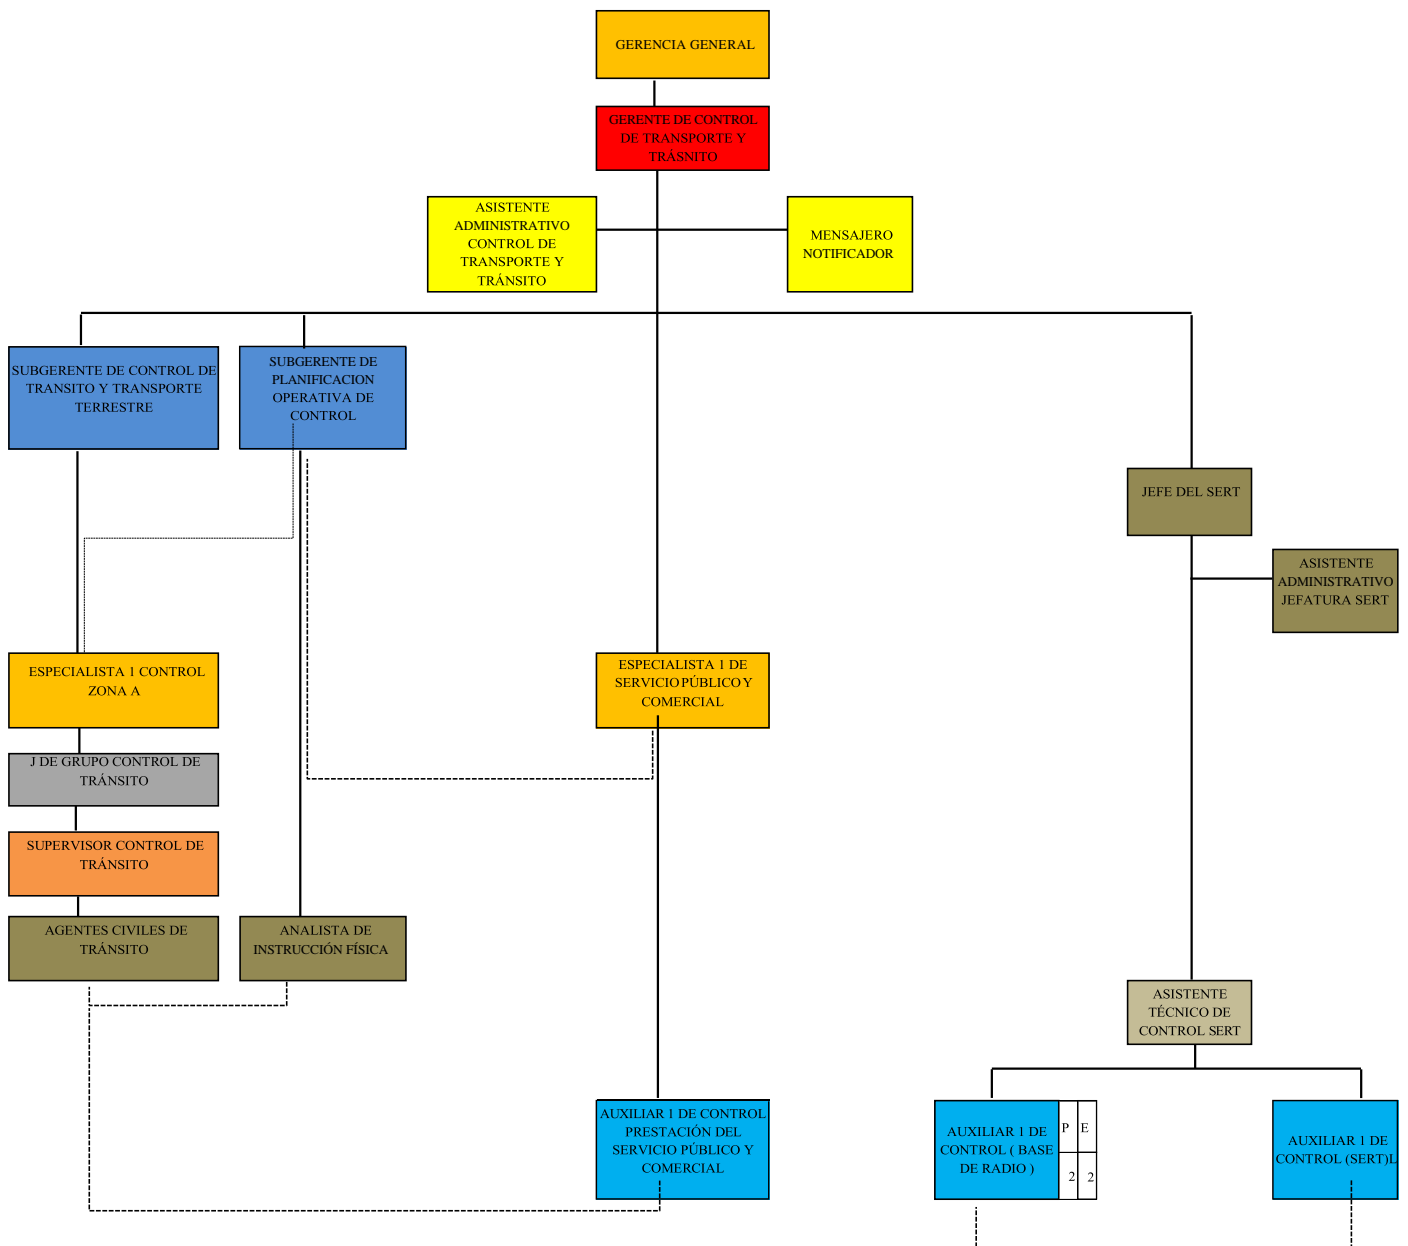 GERENCIA GENERAL
GERENTE DE CONTROL
DE TRANSPORTE Y
TRÁSNITO
ASISTENTE
ADMINISTRATIVO
CONTROL DE
TRANSPORTE Y
TRÁNSITO
MENSAJERO
NOTIFICADOR
SUBGERENTE DE CONTROL DE
TRANSITO Y TRANSPORTE
TERRESTRE
SUBGERENTE DE
PLANIFICACION
OPERATIVA DE
CONTROL
JEFE DEL SERT
ASISTENTE
ADMINISTRATIVO
JEFATURA SERT
ESPECIALISTA 1 CONTROL
ZONA A
ESPECIALISTA 1 DE
SERVICIO PÚBLICO Y
COMERCIAL
J DE GRUPO CONTROL DE
TRÁNSITO
SUPERVISOR CONTROL DE
TRÁNSITO
AGENTES CIVILES DE
TRÁNSITO
ANALISTA DE
INSTRUCCIÓN FÍSICA
ASISTENTE
TÉCNICO DE
CONTROL SERT
AUXILIAR 1 DE CONTROL
PRESTACIÓN DEL
SERVICIO PÚBLICO Y
COMERCIAL
AUXILIAR 1 DE
CONTROL ( BASE
DE RADIO )
P E
2 2
AUXILIAR 1 DE
CONTROL (SERT)L